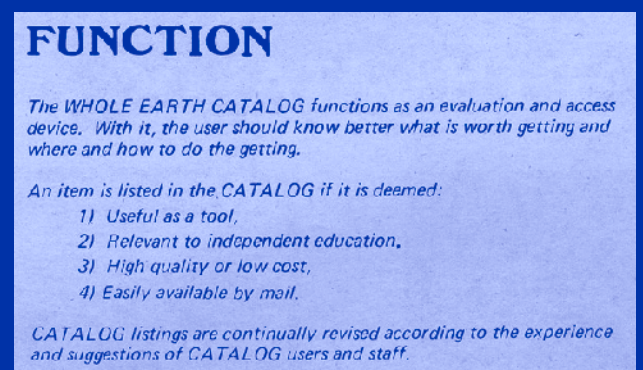 FUNCTION
The WHOLE EARTH CATALOG functions as an evaluation and access
device. With it, the user should know better what is worth getting and
where and how to do the getting.
An item is listed in the CATALOG if it is deemed:
1) Useful as a tool,
2) Relevant to independent education,
3) High quality or low cost,
4) Easily available by mail.
CATALOG listings are continually revised according to the experience
and suggestions of CATALOG users and staff.